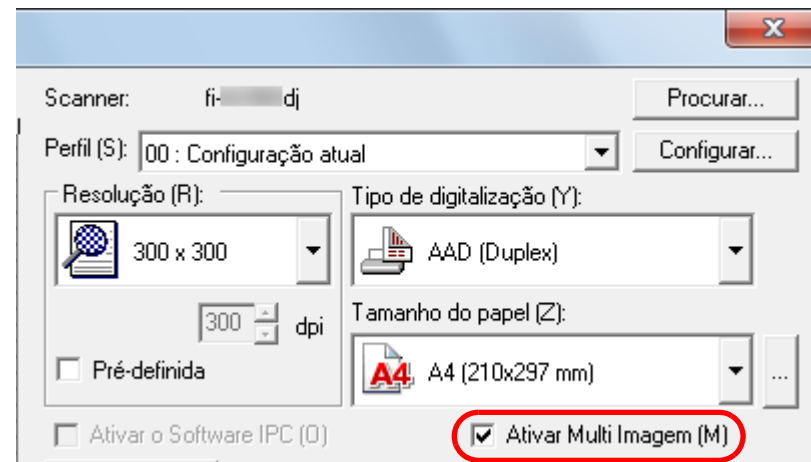 Scanner: fi- dj Procurar...
Perfil (S): 00 : Configuração atual Configurar...
Resolução (R): Tipo de digitalização (Y):
300 x 300 AAD (Duplex)
300 dpi Tamanho do papel (Z):
Pré-definida A4 A4 (210x297 mm) ...
Ativar o Software IPC (O) Ativar Multi Imagem (M)